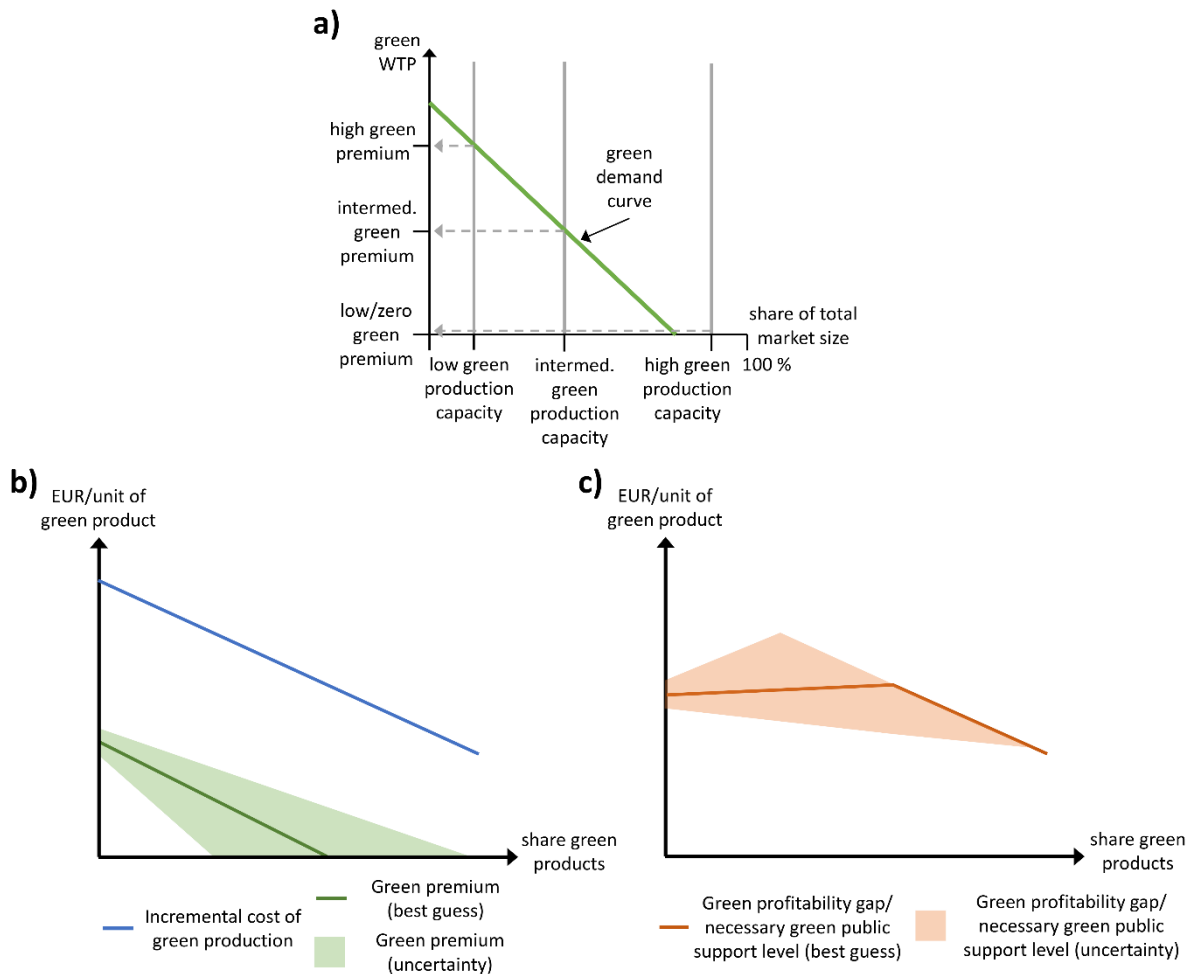 a)
green
WTP
high green
premium
intermed.
green
premium
low/zero
green
premium
green
demand
curve
share of total
market size
100 %
low green
production
capacity
intermed.
green
production
capacity
high green
production
capacity
b)
EUR/unit of
green product
share green
products
Incremental cost of
green production
Green premium
(best guess)
Green premium
(uncertainty)
c)
EUR/unit of
green product
share green
products
Green profitability gap/
necessary green public
support level (best guess)
Green profitability gap/
necessary green public
support level (uncertainty)